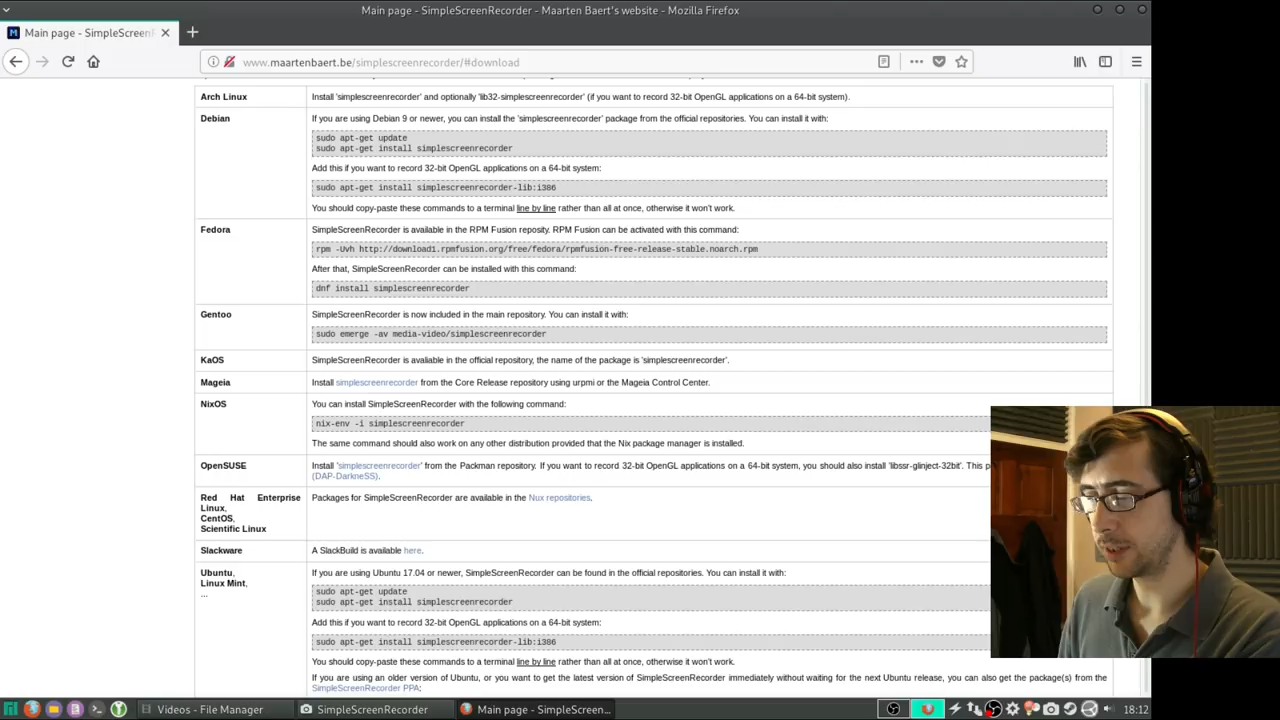 Main page - SimpleScreenRecorder - Maarten Baert's website - Mozilla Firefox
Main page - SimpleScreenR
www.maartenbaert.be/simplescreenrecorder/#download
Arch Linux
Install 'simplescreenrecorder' and optionally 'lib32-simplescreenrecorder' (if you want to record 32-bit OpenGL applications on a 64-bit system).
Debian
If you are using Debian 9 or newer, you can install the 'simplescreenrecorder' package from the official repositories. You can install it with:
sudo apt-get update
sudo apt-get install simplescreenrecorder
Add this if you want to record 32-bit OpenGL applications on a 64-bit system:
sudo apt-get install simplescreenrecorder-lib:i386
You should copy-paste these commands to a terminal line by line rather than all at once, otherwise it won't work.
Fedora
SimpleScreenRecorder is available in the RPM Fusion reposity. RPM Fusion can be activated with this command:
rpm -Uvh http://download1.rpmfusion.org/free/fedora/rpmfusion-free-release-stable.noarch.rpm
After that, SimpleScreenRecorder can be installed with this command:
dnf install simplescreenrecorder
Gentoo
SimpleScreenRecorder is now included in the main repository. You can install it with:
sudo emerge -av media-video/simplescreenrecorder
KaOS
SimpleScreenRecorder is available in the official repository, the name of the package is 'simplescreenrecorder'.
Mageia
Install simplescreenrecorder from the Core Release repository using urpmi or the Mageia Control Center.
NixOS
You can install SimpleScreenRecorder with the following command:
nix-env -i simplescreenrecorder
The same command should also work on any other distribution provided that the Nix package manager is installed.
OpenSUSE
Install 'simplescreenrecorder' from the Packman repository. If you want to record 32-bit OpenGL applications on a 64-bit system, you should also install 'libssr-glinject-32bit'. This
(DAP-DarkneSS).
Red Hat Enterprise
Linux,
CentOS,
Scientific Linux
Packages for SimpleScreenRecorder are available in the Nux repositories.
Slackware
A SlackBuild is available here.
Ubuntu,
Linux Mint,
...
If you are using Ubuntu 17.04 or newer, SimpleScreenRecorder can be found in the official repositories. You can install it with:
sudo apt-get update
sudo apt-get install simplescreenrecorder
Add this if you want to record 32-bit OpenGL applications on a 64-bit system:
sudo apt-get install simplescreenrecorder-lib:i386
You should copy-paste these commands to a terminal line by line rather than all at once, otherwise it won't work.
If you are using an older version of Ubuntu, or you want to get the latest version of SimpleScreenRecorder immediately without waiting for the next Ubuntu release, you can also get the package(s) from the
SimpleScreenRecorder PPA:
Videos - File Manager
SimpleScreenRecorder
Main page - SimpleScreen...
18:12